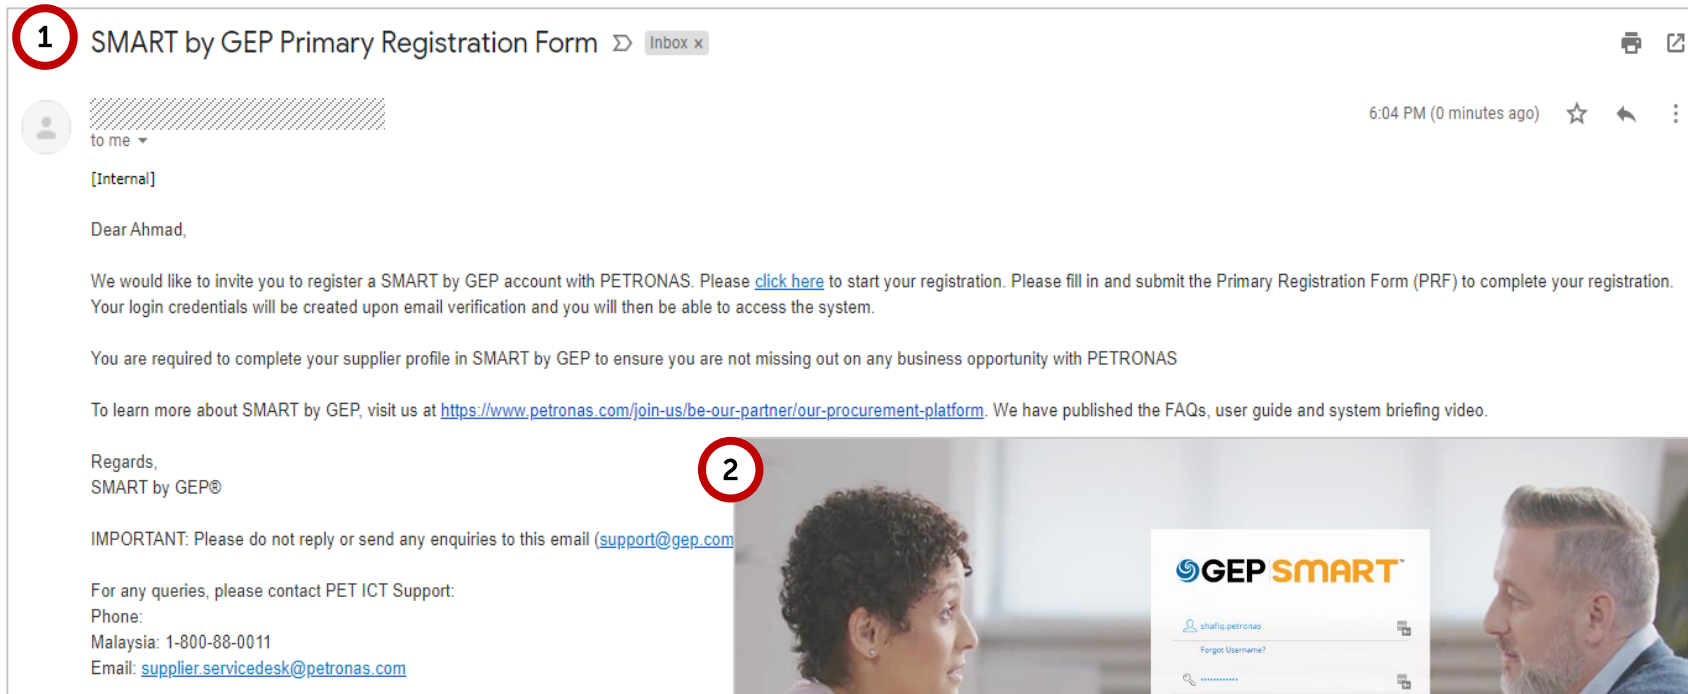 1
SMART by GEP Primary Registration Form
Inbox x
6:04 PM (0 minutes ago)
to me
[Internal]
Dear Ahmad,
We would like to invite you to register a SMART by GEP account with PETRONAS. Please click here to start your registration. Please fill in and submit the Primary Registration Form (PRF) to complete your registration.
Your login credentials will be created upon email verification and you will then be able to access the system.
You are required to complete your supplier profile in SMART by GEP to ensure you are not missing out on any business opportunity with PETRONAS
To learn more about SMART by GEP, visit us at https://www.petronas.com/join-us/be-our-partner/our-procurement-platform. We have published the FAQs, user guide and system briefing video.
Regards,
SMART by GEP®
IMPORTANT: Please do not reply or send any enquiries to this email (support@gep.com
For any queries, please contact PET ICT Support:
Phone:
Malaysia: 1-800-88-0011
Email: supplier.servicedesk@petronas.com
2
GEP SMART™
shafiq.petronas
Forgot Username?